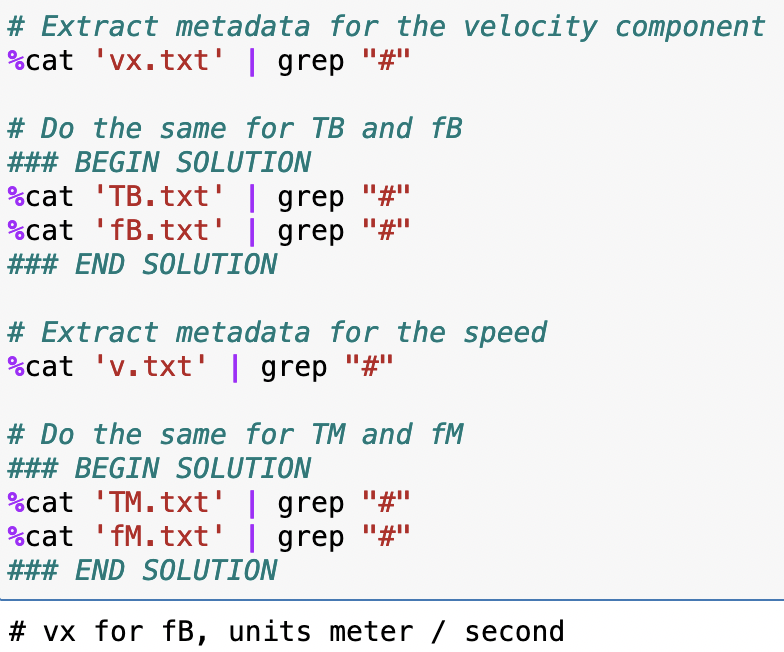 # Extract metadata for the velocity component
%cat 'vx.txt' | grep "#"
# Do the same for TB and fB
### BEGIN SOLUTION
%cat 'TB.txt' | grep "#"
%cat 'fB.txt' | grep "#"
### END SOLUTION
# Extract metadata for the speed
%cat 'v.txt' | grep "#"
# Do the same for TM and fM
### BEGIN SOLUTION
%cat 'TM.txt' | grep "#"
%cat 'fM.txt' | grep "#"
### END SOLUTION
# vx for fB, units meter / second